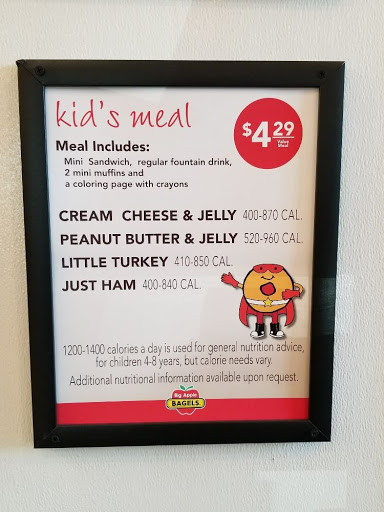 kid's meal
$4.29
Value
Meal
Meal Includes:
Mini Sandwich, regular fountain drink,
2 mini muffins and
a coloring page with crayons
CREAM CHEESE & JELLY 400-870 CAL.
PEANUT BUTTER & JELLY 520-960 CAL.
LITTLE TURKEY 410-850 CAL.
JUST HAM 400-840 CAL.
1200-1400 calories a day is used for general nutrition advice,
for children 4-8 years, but calorie needs vary.
Additional nutritional information available upon request.
Big Apple
BAGELS